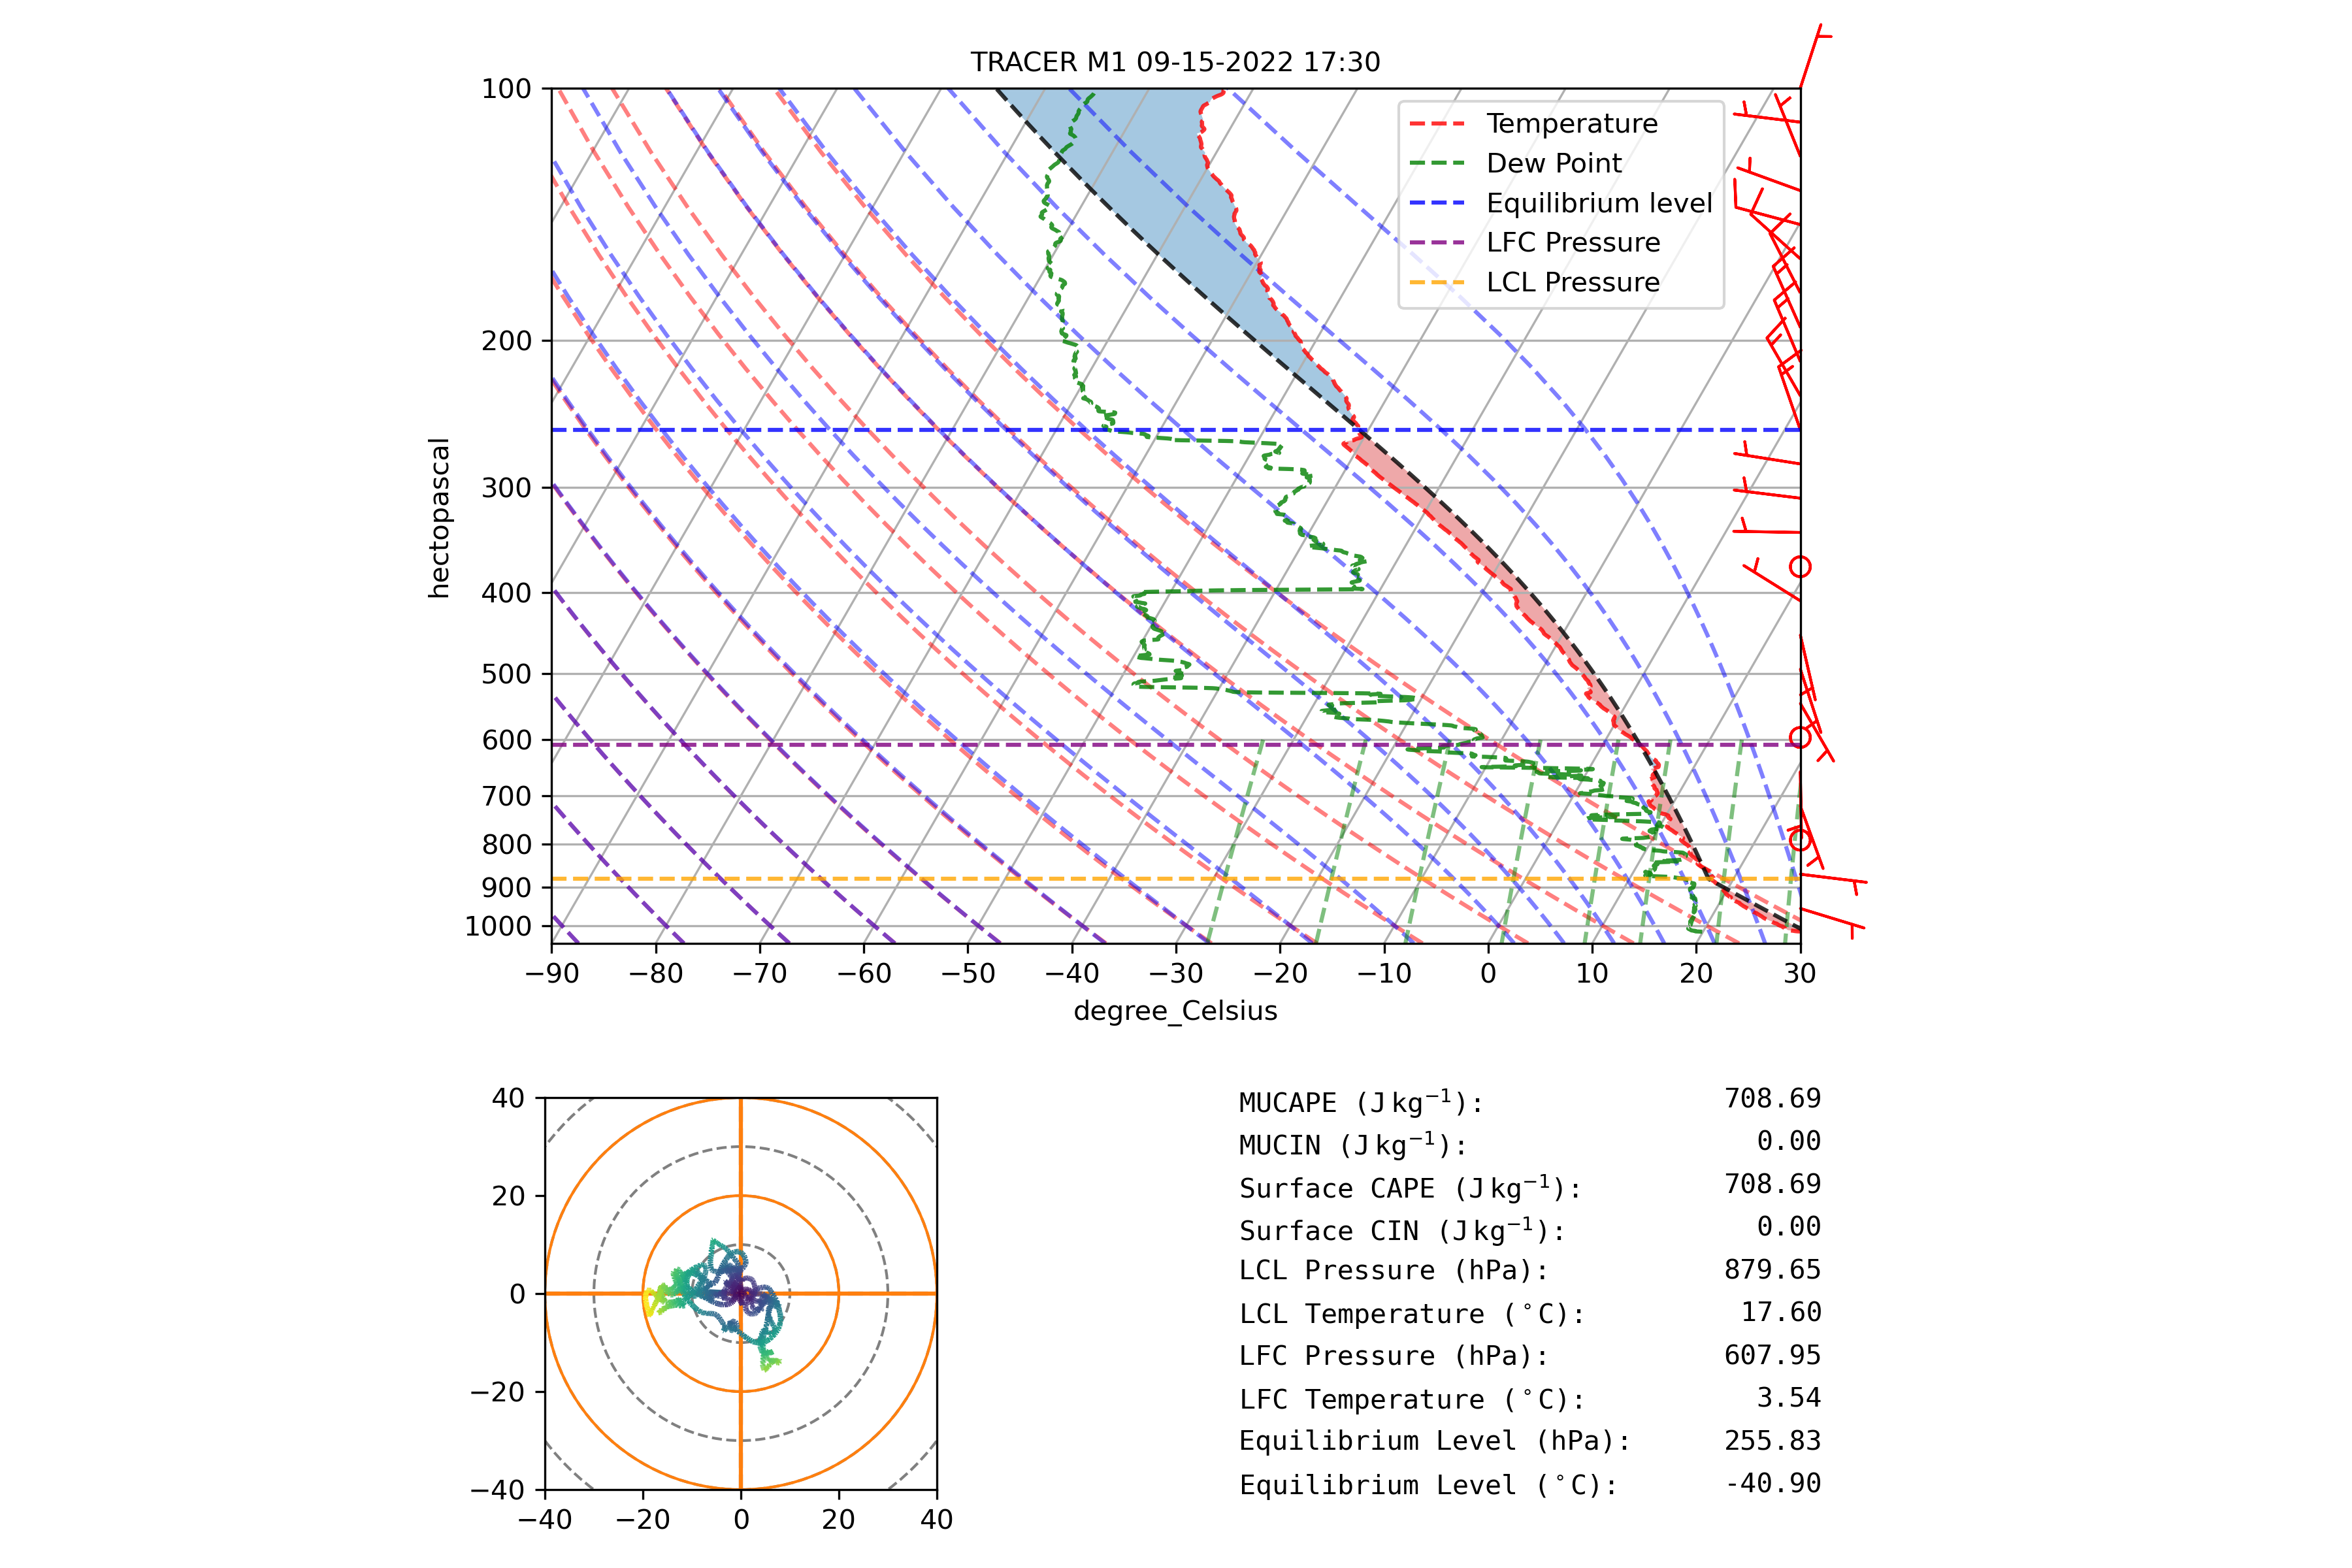 TRACER M1 09-15-2022 17:30
100
200
300
400
500
600
700
800
900
1000
hectopascal
Temperature
Dew Point
Equilibrium level
LFC Pressure
LCL Pressure
−90 −80 −70 −60 −50 −40 −30 −20 −10 0 10 20 30
degree_Celsius
40
20
0
−20
−40
−40 −20 0 20 40
MUCAPE (J kg⁻¹): 708.69
MUCIN (J kg⁻¹): 0.00
Surface CAPE (J kg⁻¹): 708.69
Surface CIN (J kg⁻¹): 0.00
LCL Pressure (hPa): 879.65
LCL Temperature (°C): 17.60
LFC Pressure (hPa): 607.95
LFC Temperature (°C): 3.54
Equilibrium Level (hPa): 255.83
Equilibrium Level (°C): -40.90